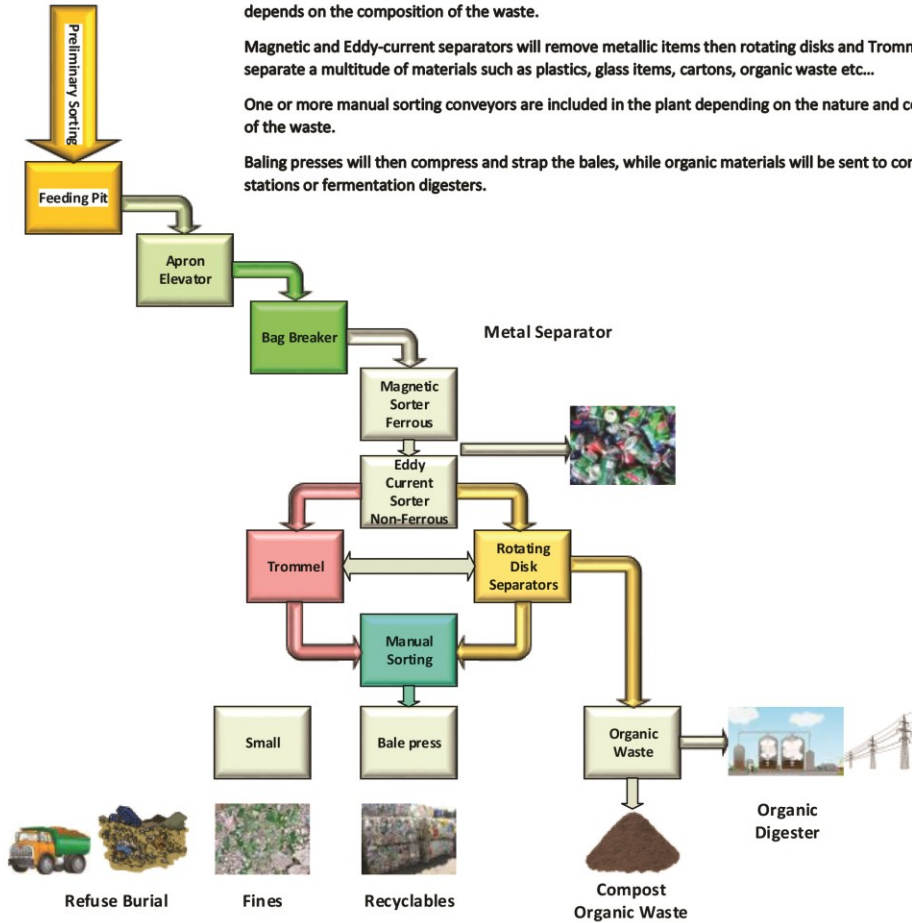 depends on the composition of the waste.
Magnetic and Eddy-current separators will remove metallic items then rotating disks and
separate a multitude of materials such as plastics, glass items, cartons, organic waste etc...
One or more manual sorting conveyors are included in the plant depending on the nature and
of the waste.
Baling presses will then compress and strap the bales, while organic materials will be sent to
stations or fermentation digesters.
Preliminary Sorting
Feeding Pit
Apron
Elevator
Bag Breaker
Metal Separator
Magnetic
Sorter
Ferrous
Eddy
Current
Sorter
Non-Ferrous
Trommel
Rotating
Disk
Separators
Manual
Sorting
Small
Bale press
Organic
Waste
Organic
Digester
Refuse Burial
Fines
Recyclables
Compost
Organic Waste